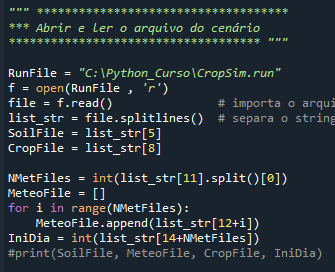 """ ***********************************
*** Abrir e ler o arquivo do cenário
*********************************** """
RunFile = "C:\Python_Curso\CropSim.run"
f = open(RunFile , 'r')
file = f.read() # importa o arqui
list_str = file.splitlines() # separa o string
SoilFile = list_str[5]
CropFile = list_str[8]
NMetFiles = int(list_str[11].split()[0])
MeteoFile = []
for i in range(NMetFiles):
MeteoFile.append(list_str[12+i])
IniDia = int(list_str[14+NMetFiles])
#print(SoilFile, MeteoFile, CropFile, IniDia)